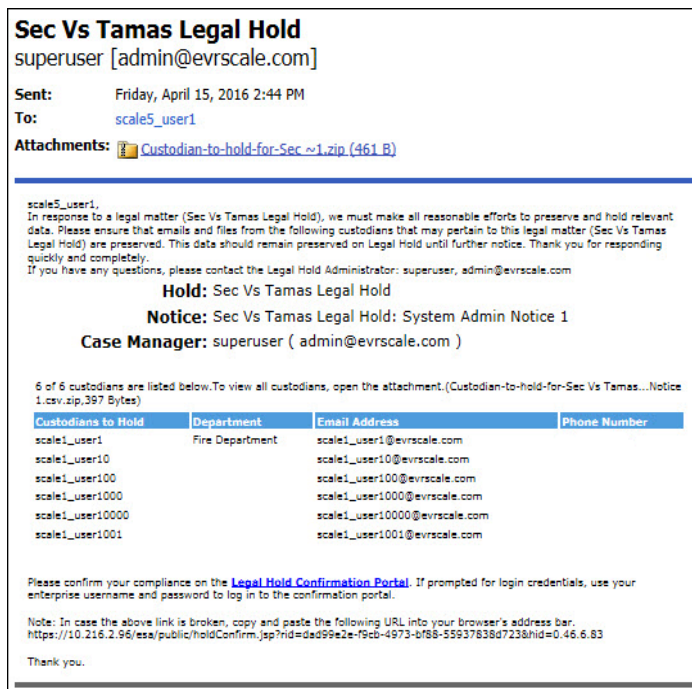 Sec Vs Tamas Legal Hold
superuser [admin@evrscale.com]
Sent: Friday, April 15, 2016 2:44 PM
To: scale5_user1
Attachments: Custodian-to-hold-for-Sec ~1.zip (461 B)
scale5_user1,
In response to a legal matter (Sec Vs Tamas Legal Hold), we must make all reasonable efforts to preserve and hold relevant
data. Please ensure that emails and files from the following custodians that may pertain to this legal matter (Sec Vs Tamas
Legal Hold) are preserved. This data should remain preserved on Legal Hold until further notice. Thank you for responding
quickly and completely.
If you have any questions, please contact the Legal Hold Administrator: superuser, admin@evrscale.com
Hold: Sec Vs Tamas Legal Hold
Notice: Sec Vs Tamas Legal Hold: System Admin Notice 1
Case Manager: superuser ( admin@evrscale.com )
6 of 6 custodians are listed below.To view all custodians, open the attachment.(Custodian-to-hold-for-Sec Vs Tamas...Notice
1.csv.zip,397 Bytes)
Custodians to Hold Department Email Address Phone Number
scale1_user1 Fire Department scale1_user1@evrscale.com
scale1_user10 scale1_user10@evrscale.com
scale1_user100 scale1_user100@evrscale.com
scale1_user1000 scale1_user1000@evrscale.com
scale1_user10000 scale1_user10000@evrscale.com
scale1_user1001 scale1_user1001@evrscale.com
Please confirm your compliance on the Legal Hold Confirmation Portal. If prompted for login credentials, use your
enterprise username and password to log in to the confirmation portal.
Note: In case the above link is broken, copy and paste the following URL into your browser's address bar.
https://10.216.2.96/esa/public/holdConfirm.jsp?rid=dad99e2e-f9cb-4973-bf88-55937838d723&hid=0.46.6.83
Thank you.